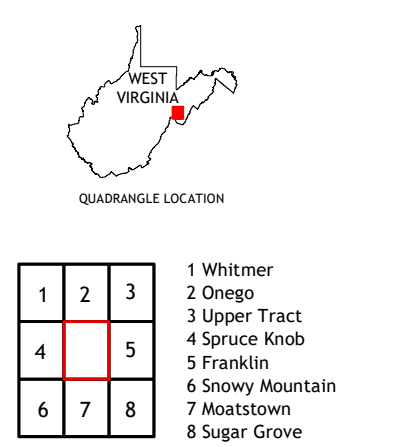 WEST
VIRGINIA
QUADRANGLE LOCATION
1 2 3
4 5
6 7 8
1 Whitmer
2 Onego
3 Upper Tract
4 Spruce Knob
5 Franklin
6 Snowy Mountain
7 Moatstown
8 Sugar Grove